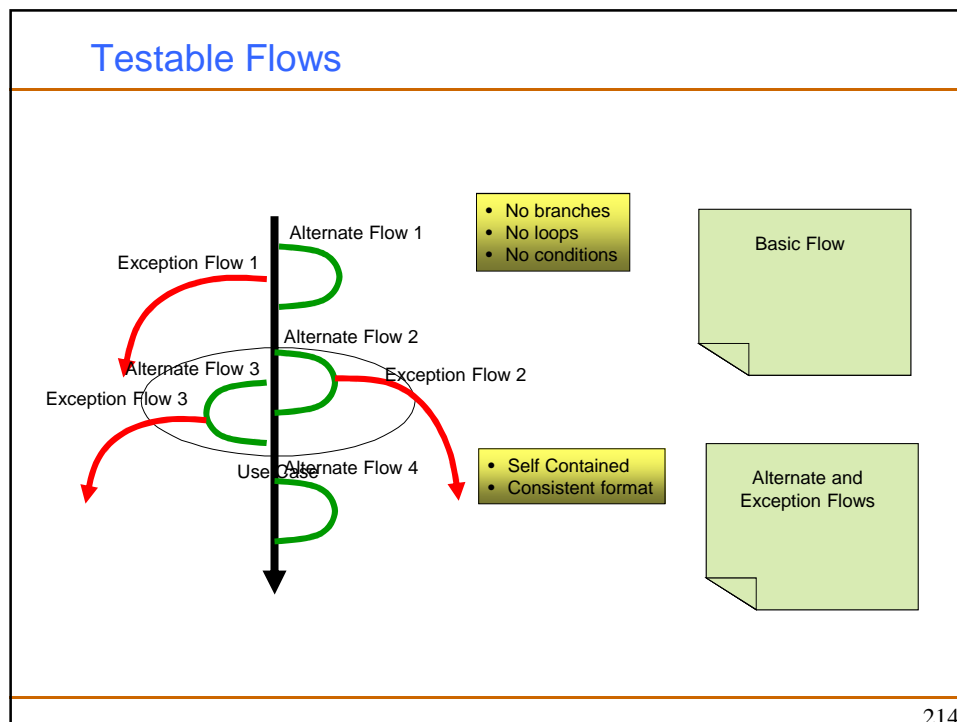 Testable Flows
• No branches
• No loops
• No conditions
Basic Flow
Alternate Flow 1
Exception Flow 1
Alternate Flow 2
Alternate Flow 3
Exception Flow 2
Exception Flow 3
Use Case
Alternate Flow 4
• Self Contained
• Consistent format
Alternate and
Exception Flows
214